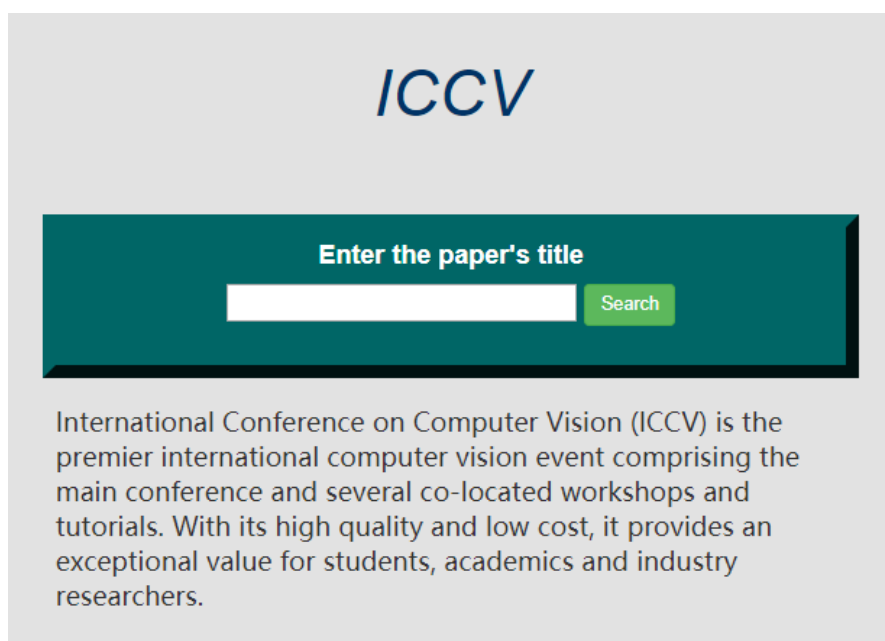 ICCV
Enter the paper's title
Search
International Conference on Computer Vision (ICCV) is the
premier international computer vision event comprising the
main conference and several co-located workshops and
tutorials. With its high quality and low cost, it provides an
exceptional value for students, academics and industry
researchers.